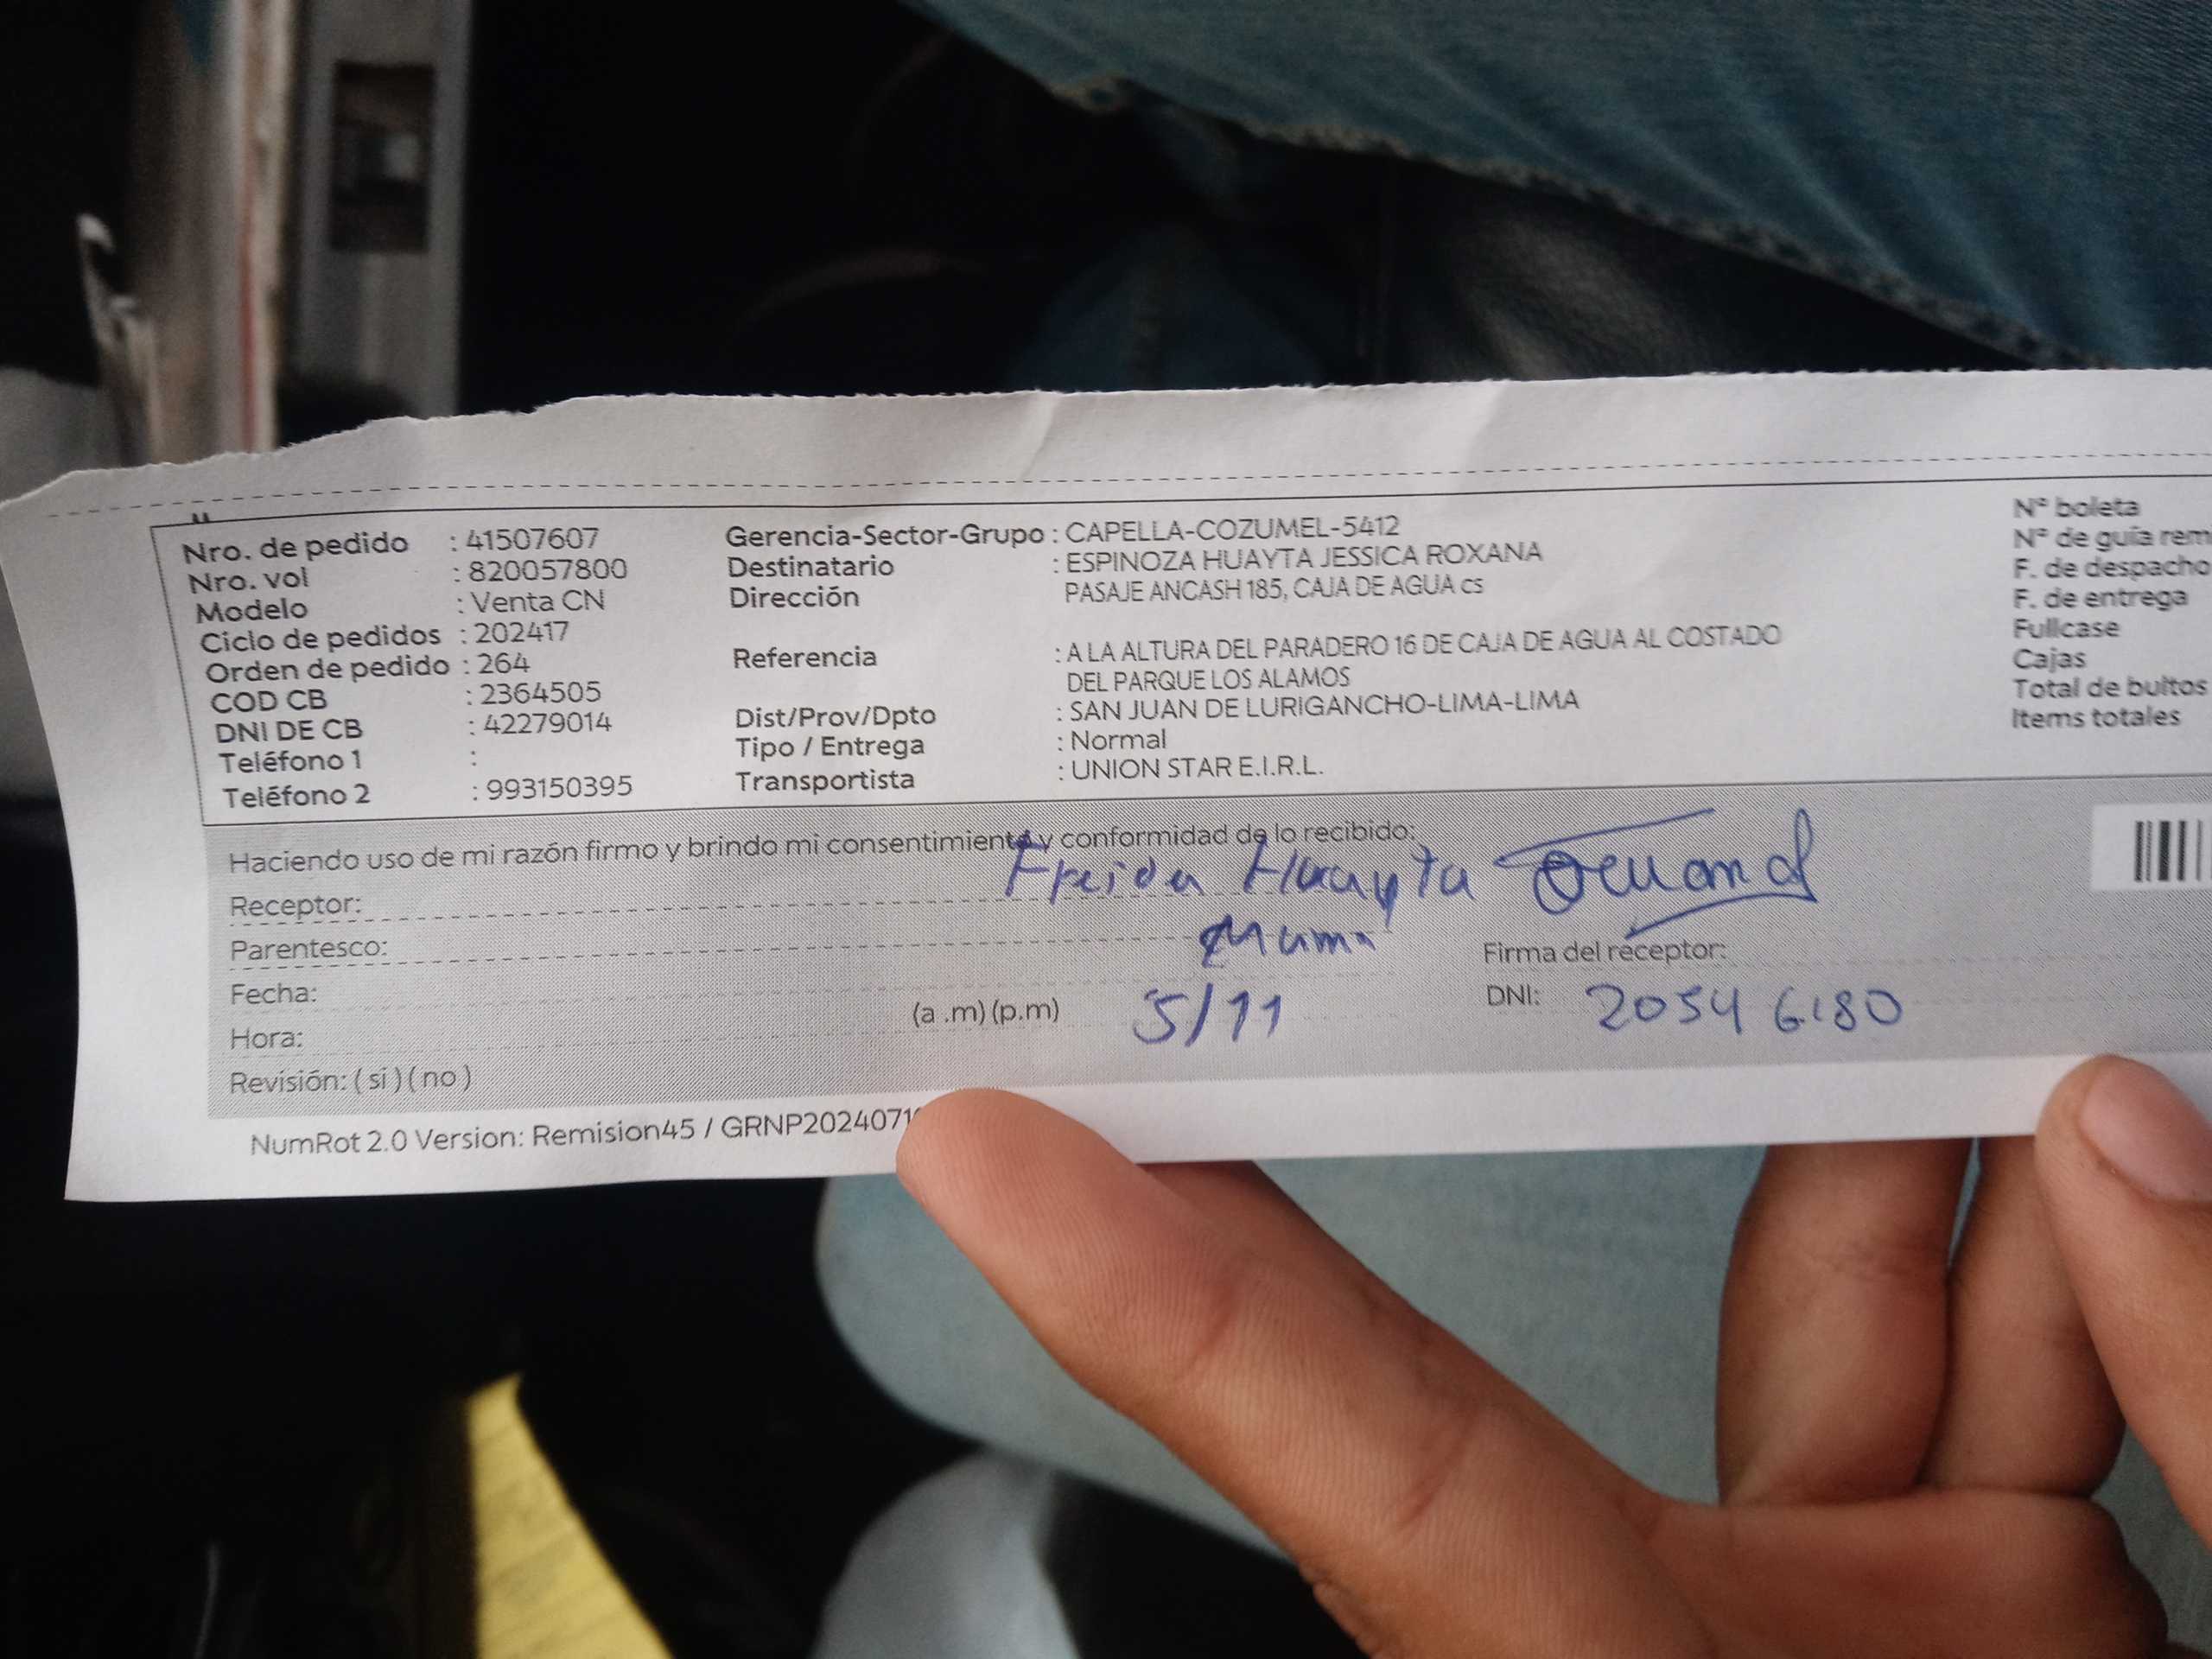 Nro. de pedido : 41507607
Nro. vol : 820057800
Modelo : Venta CN
Ciclo de pedidos : 202417
Orden de pedido : 264
COD CB : 2364505
DNI DE CB : 42279014
Teléfono 1 :
Teléfono 2 : 993150395
Gerencia-Sector-Grupo : CAPELLA-COZUMEL-5412
Destinatario : ESPINOZA HUAYTA JESSICA ROXANA
Dirección PASAJE ANCASH 185, CAJA DE AGUA cs
Referencia : A LA ALTURA DEL PARADERO 16 DE CAJA DE AGUA AL COSTADO
DEL PARQUE LOS ALAMOS
Dist/Prov/Dpto : SAN JUAN DE LURIGANCHO-LIMA-LIMA
Tipo / Entrega : Normal
Transportista : UNION STAR E.I.R.L.
N° boleta
N° de guía rem
F. de despacho
F. de entrega
Fullcase
Cajas
Total de bultos
Items totales
Haciendo uso de mi razón firmo y brindo mi consentimiento y conformidad de lo recibido:
Receptor: Huayta
Parentesco: Mama
Firma del receptor:
Fecha: 5/11
DNI: 20546180
Hora: (a .m) (p.m)
Revisión: ( si ) ( no )
NumRot 2.0 Version: Remision45 / GRNP2024071